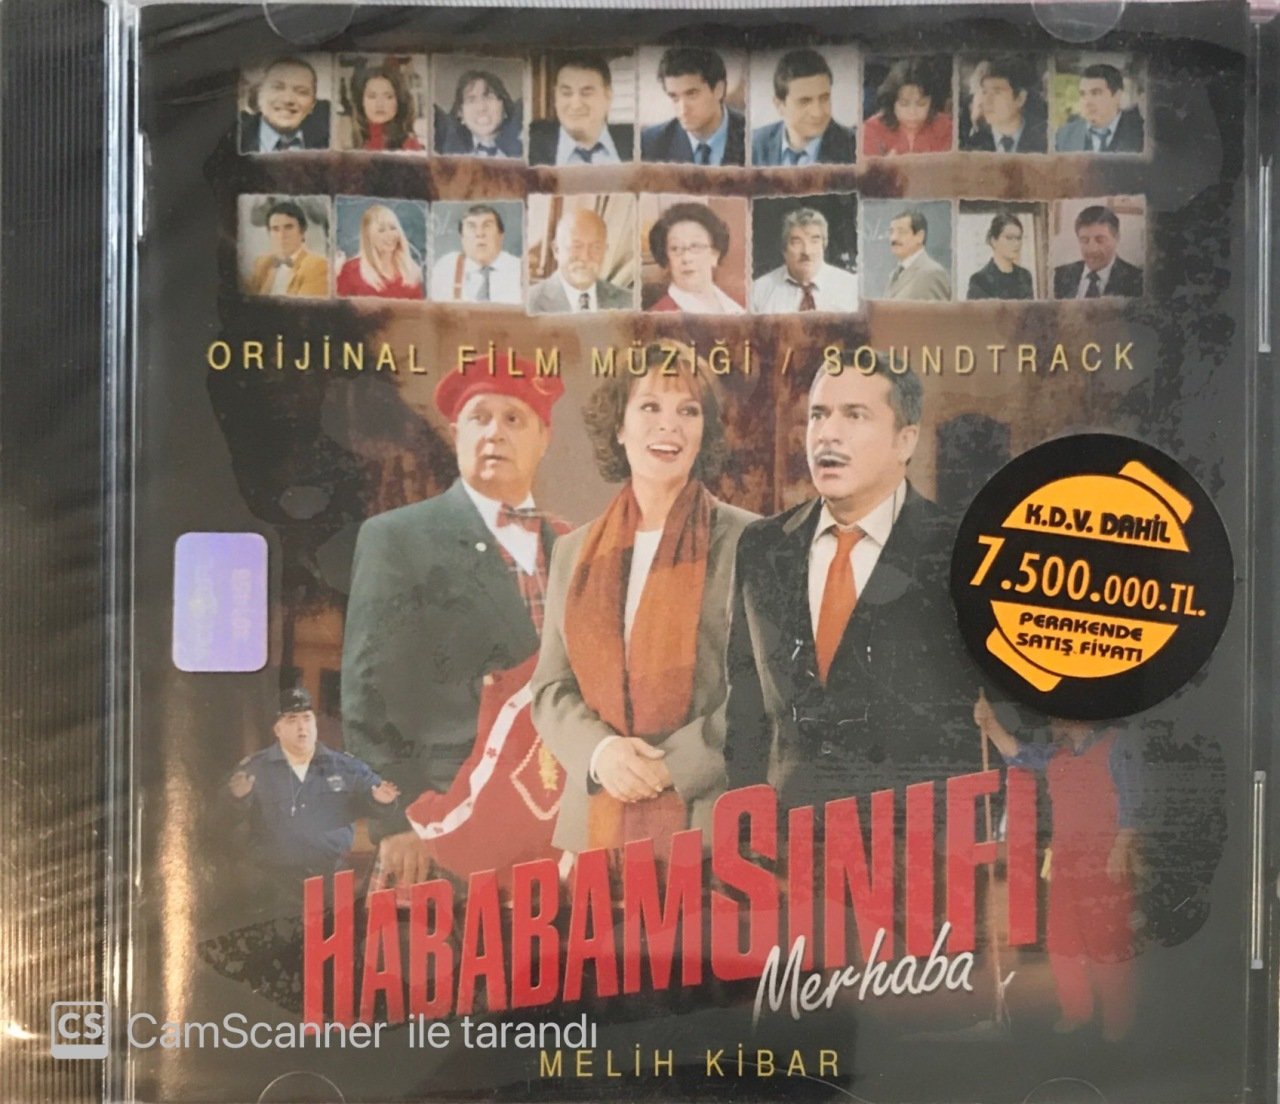 ORİJİNAL FİLM MÜZİĞİ / SOUNDTRACK
K.D.V. DAHİL
7.500.000.TL.
PERAKENDE
SATIŞ FİYATI
HABABAM SINIFI
Merhaba
CS CamScanner ile tarandı
MELİH KİBAR